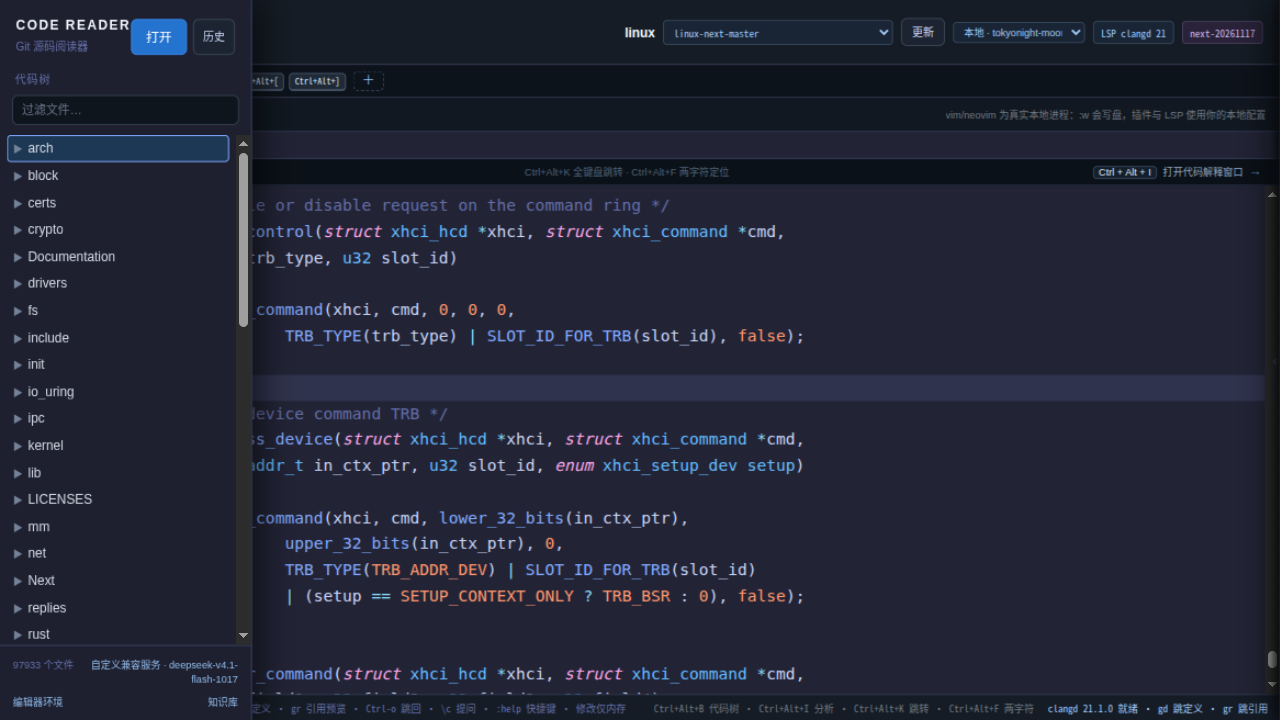 CODE READER
Git 源码阅读器
打开
历史
代码树
过滤文件…
arch
block
certs
crypto
Documentation
drivers
fs
include
init
io_uring
ipc
kernel
lib
LICENSES
mm
net
Next
replies
rust
97933 个文件
自定义兼容服务 · deepseek-v4.1-
flash-1017
编辑器环境
知识库
linux
linux-next-master
更新
本地 · tokyonight-moon
LSP clangd 21
next-20261117
+Alt+[
Ctrl+Alt+]
+
vim/neovim 为真实本地进程: :w 会写盘，插件与 LSP 使用你的本地配置
Ctrl+Alt+K 全键盘跳转 · Ctrl+Alt+F 两字符定位
Ctrl + Alt + I 打开代码解释窗口 →
le or disable request on the command ring */
control(struct xhci_hcd *xhci, struct xhci_command *cmd,
trb_type, u32 slot_id)
_command(xhci, cmd, 0, 0, 0,
TRB_TYPE(trb_type) | SLOT_ID_FOR_TRB(slot_id), false);
device command TRB */
ss_device(struct xhci_hcd *xhci, struct xhci_command *cmd,
addr_t in_ctx_ptr, u32 slot_id, enum xhci_setup_dev setup)
_command(xhci, cmd, lower_32_bits(in_ctx_ptr),
upper_32_bits(in_ctx_ptr), 0,
TRB_TYPE(TRB_ADDR_DEV) | SLOT_ID_FOR_TRB(slot_id)
| (setup == SETUP_CONTEXT_ONLY ? TRB_BSR : 0), false);
r_command(struct xhci_hcd *xhci, struct xhci_command *cmd,
定义 · gr 引用预览 · Ctrl-o 跳回 · \c 提问 · :help 快捷键 · 修改仅内存
Ctrl+Alt+B 代码树 · Ctrl+Alt+I 分析 · Ctrl+Alt+K 跳转 · Ctrl+Alt+F 两字符
clangd 21.1.0 就绪 · gd 跳定义 · gr 跳引用